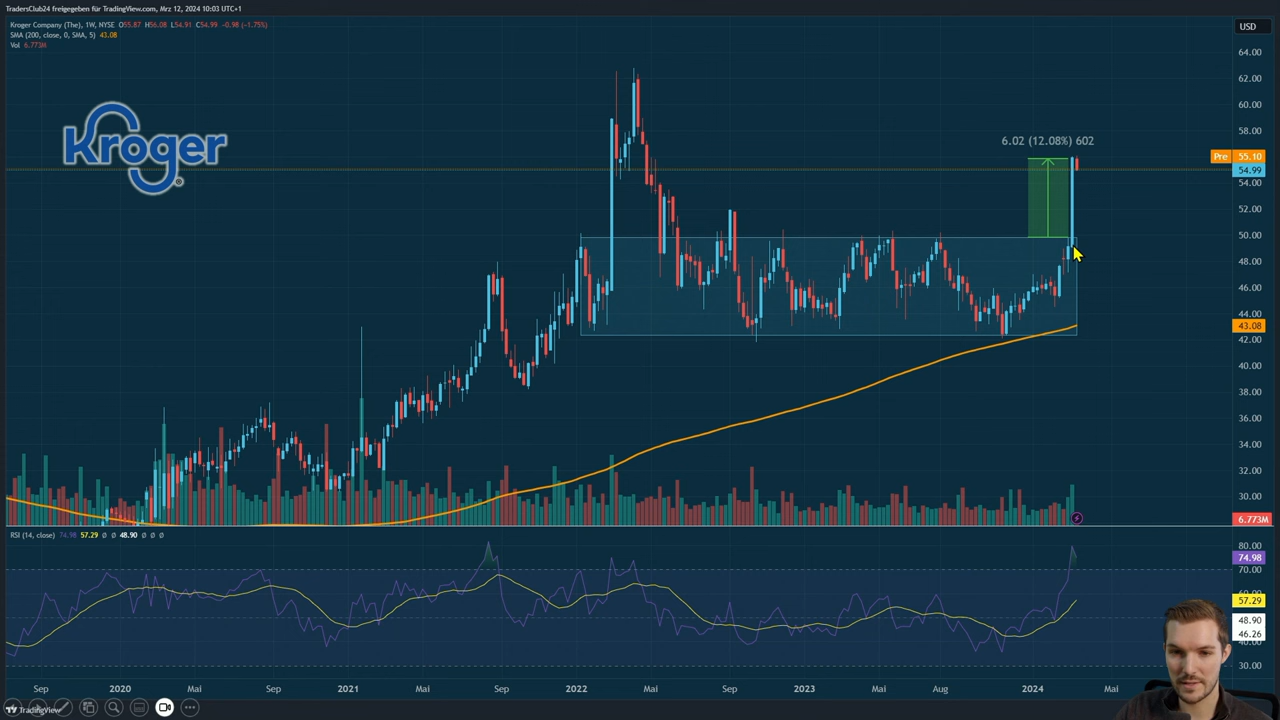 TradersClub24 freigegeben für TradingView.com, Mrz 12, 2024 10:03 UTC+1
Kroger Company (The), 1W, NYSE O55.87 H56.08 L54.91 C54.99 −0.98 (−1.75%)
SMA (200, close, 0, SMA, 5) 43.08
Vol 6.773M
USD
Kroger
6.02 (12.08%) 602
64.00
62.00
60.00
58.00
Pre 55.10
54.99
54.00
52.00
50.00
48.00
46.00
44.00
43.08
42.00
40.00
38.00
36.00
34.00
32.00
30.00
6.773M
RSI (14, close) 74.98 57.29 Ø Ø 48.90 Ø Ø Ø
80.00
74.98
70.00
57.29
48.90
46.26
30.00
Sep 2020 Mai Sep 2021 Mai Sep 2022 Mai Sep 2023 Mai Aug 2024 Mai
TradingView